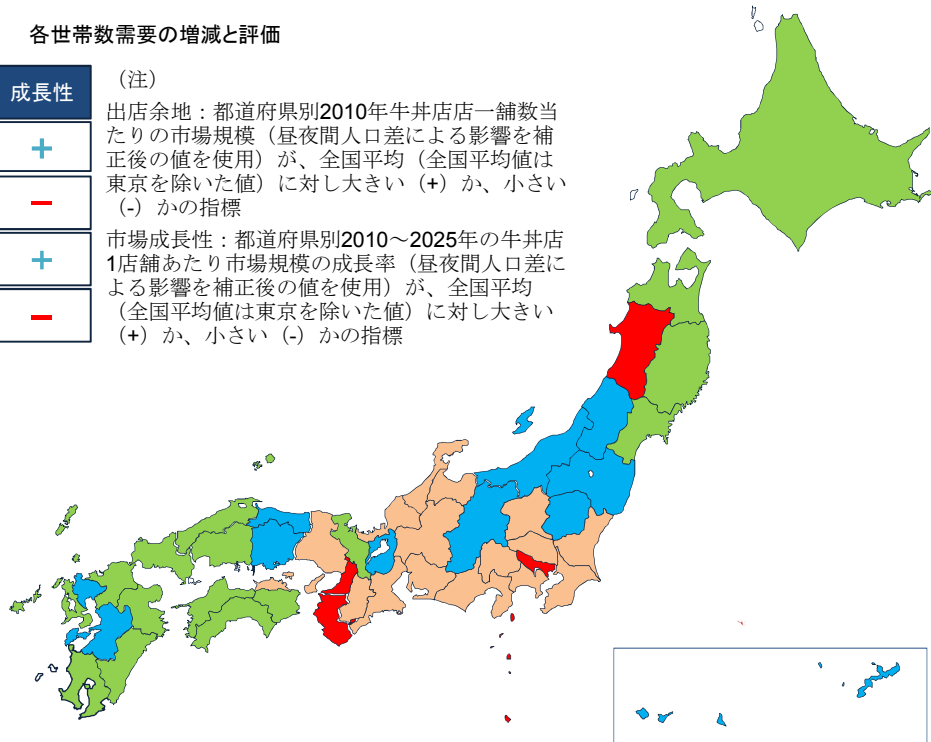 各世帯数需要の増減と評価
成長性
+
−
+
−
（注）
出店余地：都道府県別2010年牛丼店店一舗数当
たりの市場規模（昼夜間人口差による影響を補
正後の値を使用）が、全国平均（全国平均値は
東京を除いた値）に対し大きい（+）か、小さい
（-）かの指標
市場成長性：都道府県別2010～2025年の牛丼店
1店舗あたり市場規模の成長率（昼夜間人口差に
よる影響を補正後の値を使用）が、全国平均
（全国平均値は東京を除いた値）に対し大きい
（+）か、小さい（-）かの指標